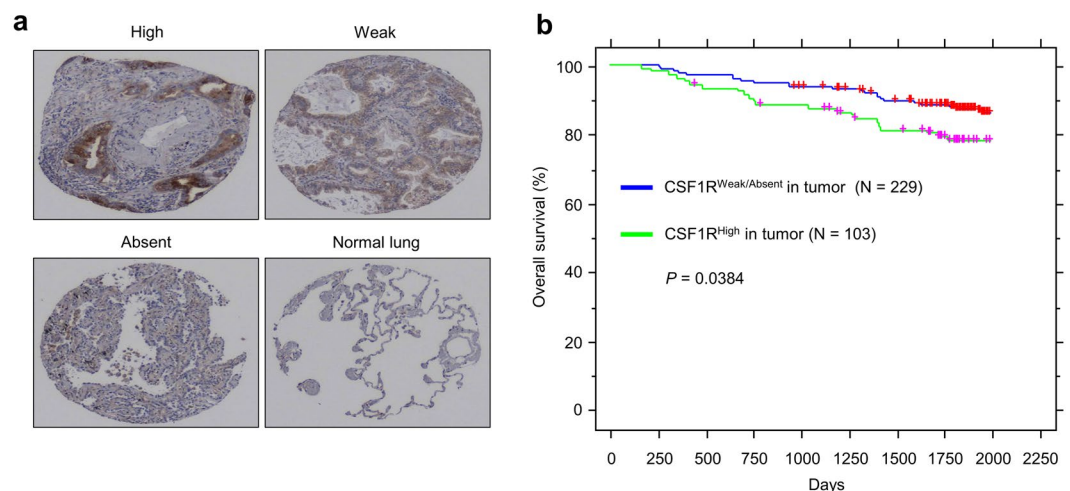 a
High
Weak
Absent
Normal lung
b
100
80
60
40
20
0
Overall survival (%)
CSF1RWeak/Absent in tumor (N = 229)
CSF1RHigh in tumor (N = 103)
P = 0.0384
0 250 500 750 1000 1250 1500 1750 2000 2250
Days